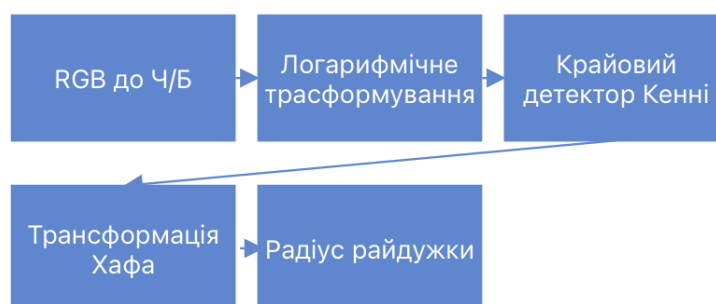 RGB до Ч/Б
Логарифмічне
трасформування
Крайовий
детектор Кенні
Трансформація
Хафа
Радіус райдужки